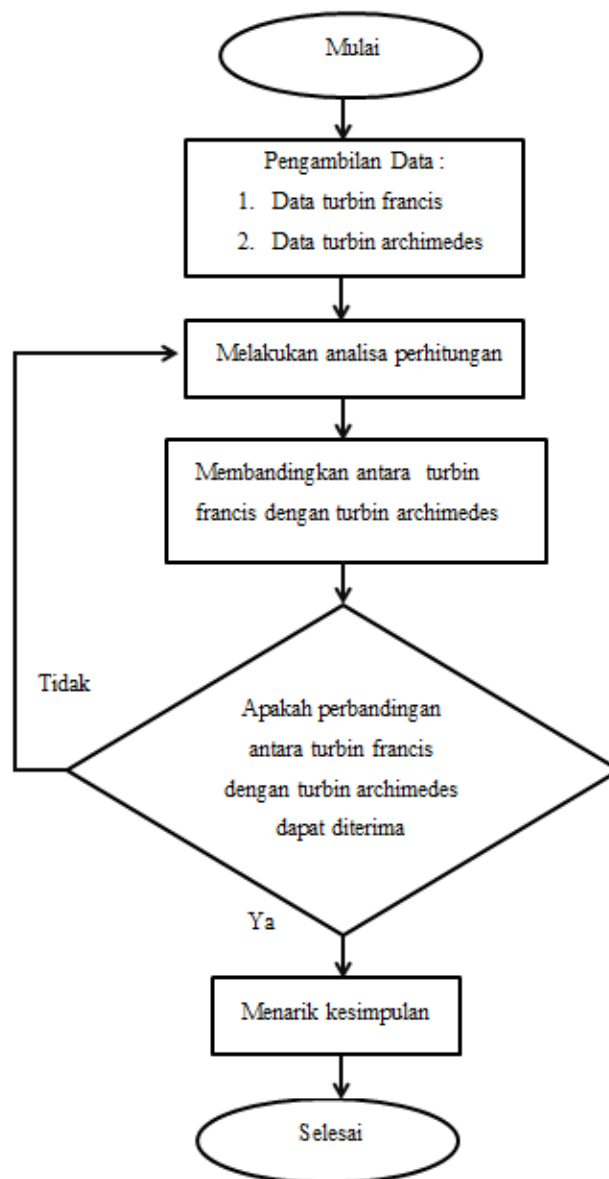 Mulai
Pengambilan Data :
1. Data turbin francis
2. Data turbin archimedes
Melakukan analisa perhitungan
Membandingkan antara turbin
francis dengan turbin archimedes
Tidak
Apakah perbandingan
antara turbin francis
dengan turbin archimedes
dapat diterima
Ya
Menarik kesimpulan
Selesai